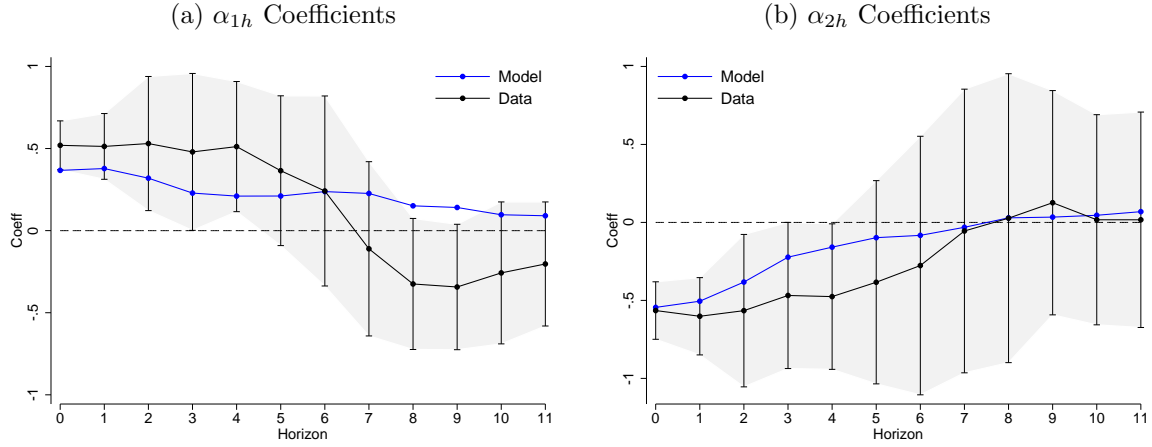 (a) α1h Coefficients
1
.5
0
-.5
-1
Coeff
Model
Data
0 1 2 3 4 5 6 7 8 9 10 11
Horizon
(b) α2h Coefficients
1
.5
0
-.5
-1
Coeff
Model
Data
0 1 2 3 4 5 6 7 8 9 10 11
Horizon